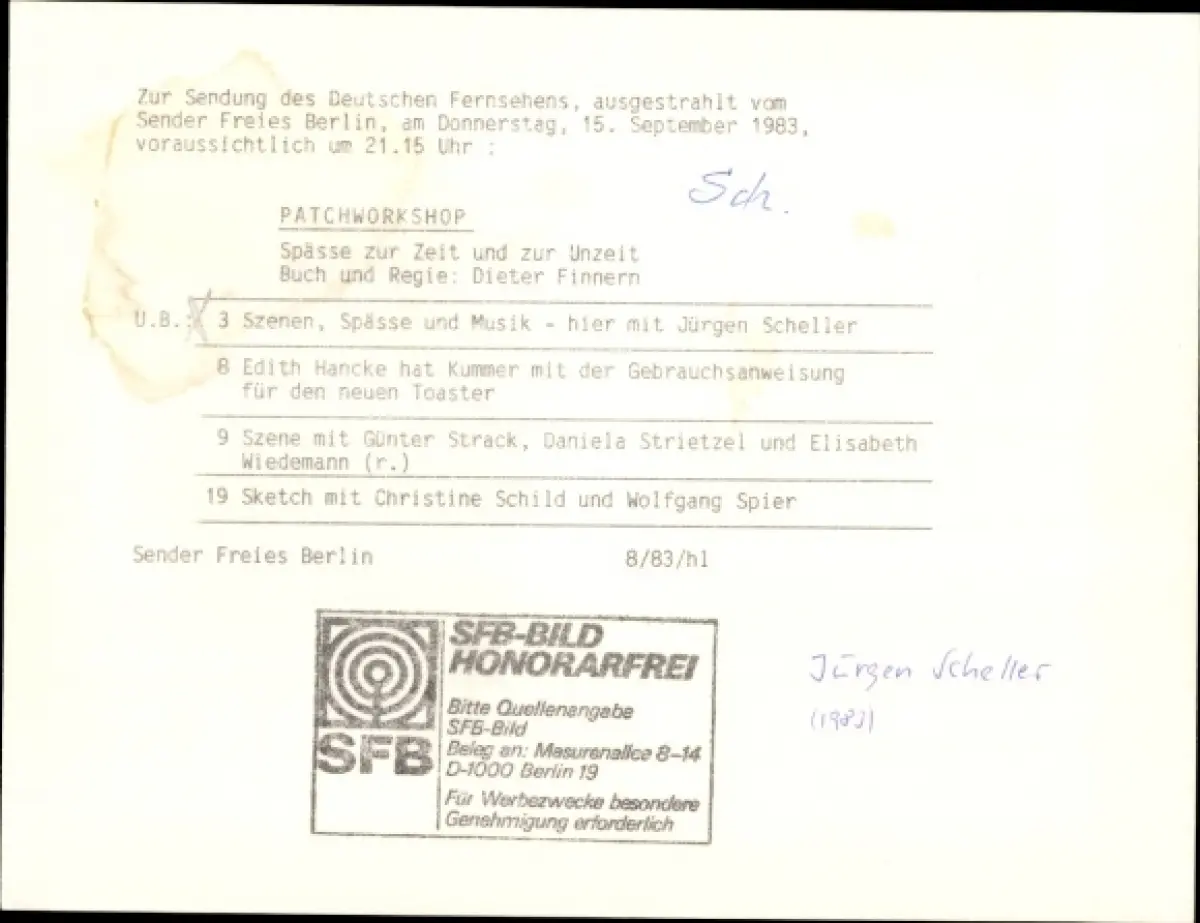 Zur Sendung des Deutschen Fernsehens, ausgestrahlt vom
Sender Freies Berlin, am Donnerstag, 15. September 1983,
voraussichtlich um 21.15 Uhr :
Sch.
PATCHWORKSHOP
Spässe zur Zeit und zur Unzeit
Buch und Regie: Dieter Finnern
U.B.: 3 Szenen, Spässe und Musik - hier mit Jürgen Scheller
8 Edith Hancke hat Kummer mit der Gebrauchsanweisung
für den neuen Toaster
9 Szene mit Günter Strack, Daniela Strietzel und Elisabeth
Wiedemann (r.)
19 Sketch mit Christine Schild und Wolfgang Spier
Sender Freies Berlin 8/83/hl
SFB-BILD
HONORARFREI
Bitte Quellenangabe
SFB-Bild
Beleg an: Masurenallee 8-14
D-1000 Berlin 19
Für Werbezwecke besondere
Genehmigung erforderlich
SFB
Jürgen Scheller
(1983)